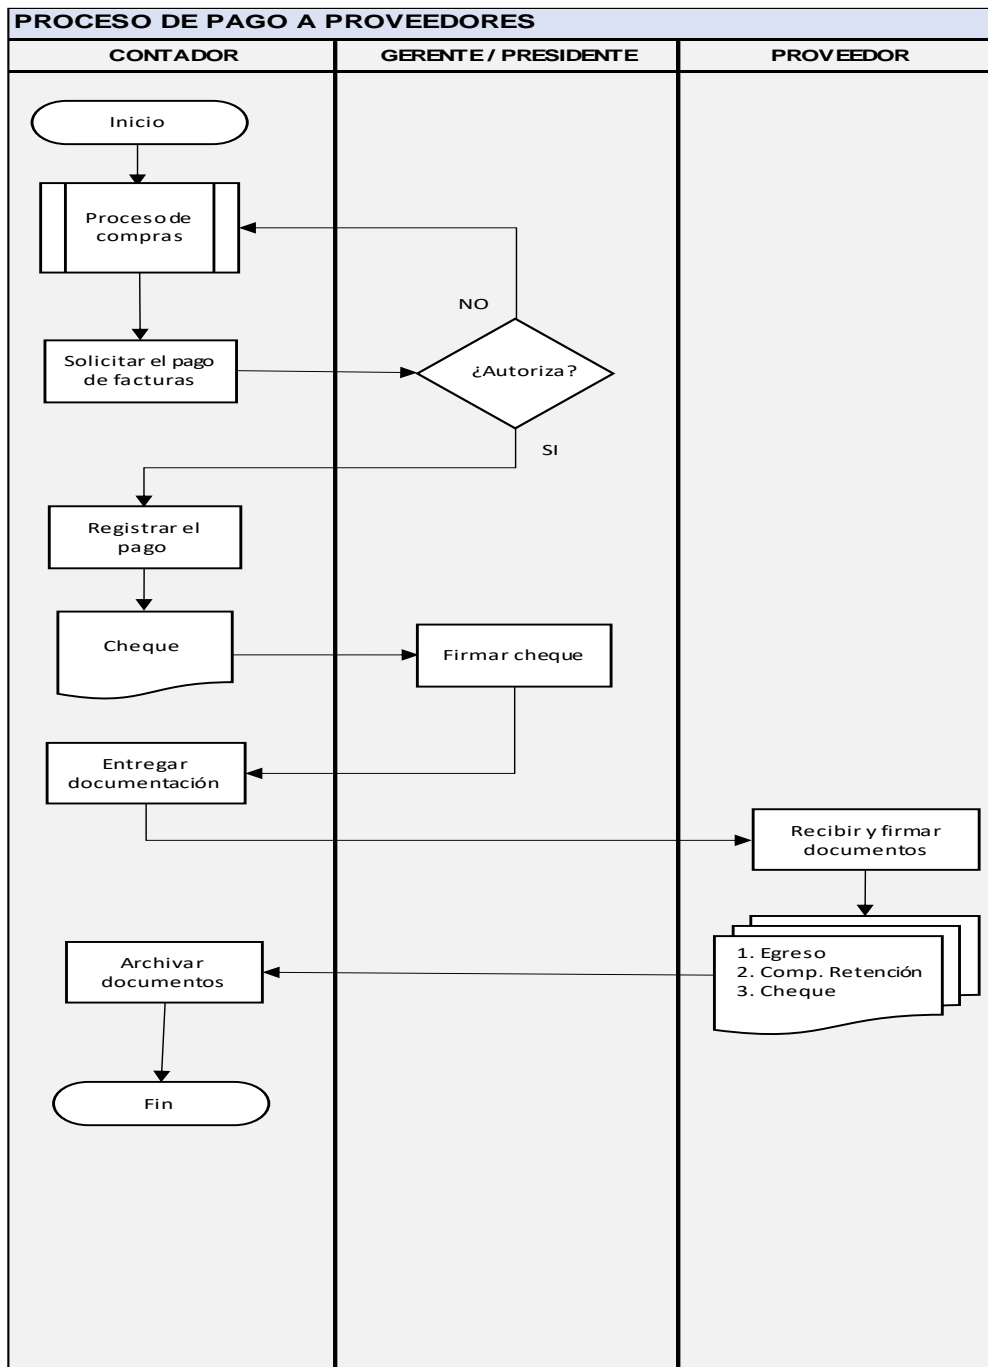 PROCESO DE PAGO A PROVEEDORES
CONTADOR
GERENTE / PRESIDENTE
PROVEEDOR
Inicio
Proceso de
compras
NO
Solicitar el pago
de facturas
¿Autoriza?
SI
Registrar el
pago
Cheque
Firmar cheque
Entregar
documentación
Recibir y firmar
documentos
1. Egreso
2. Comp. Retención
3. Cheque
Archivar
documentos
Fin